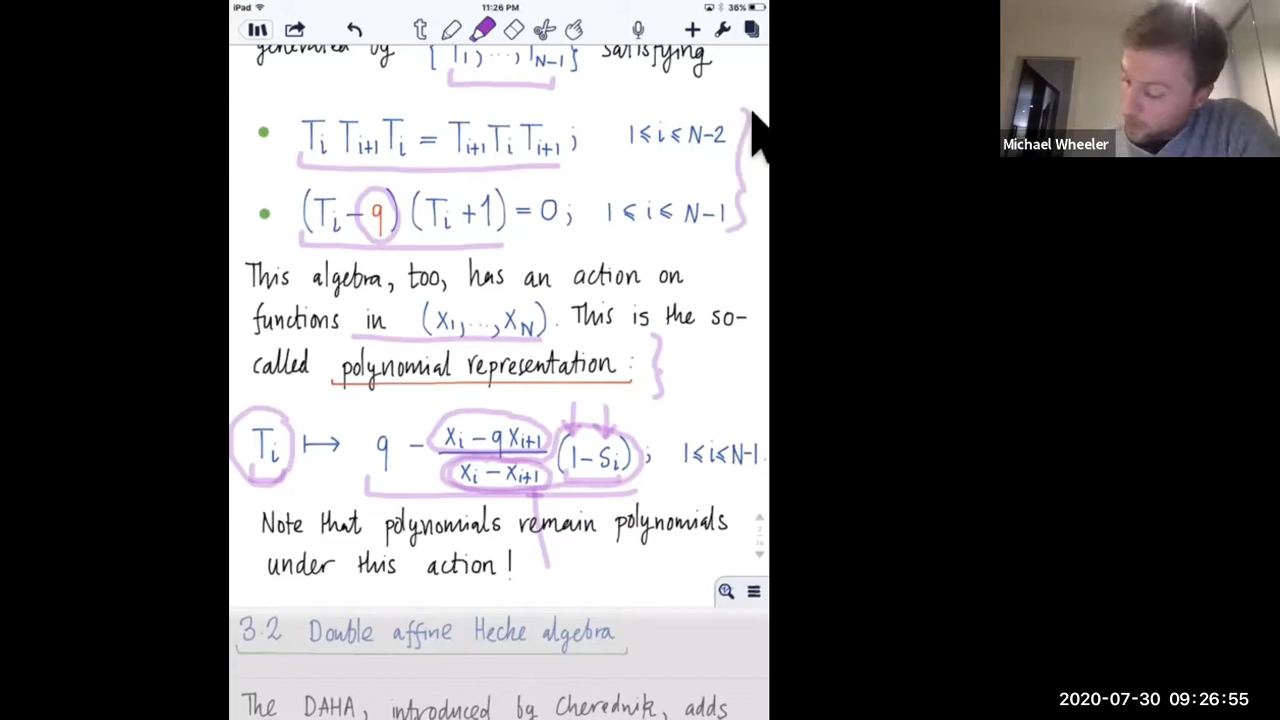 iPad
11:26 PM
36%
generated by {T1, ..., TN-1} satisfying
• Ti Ti+1 Ti = Ti+1 Ti Ti+1 ; 1 ≤ i ≤ N-2
• (Ti - q) (Ti + 1) = 0 ; 1 ≤ i ≤ N-1
This algebra, too, has an action on
functions in (x1, ..., xN). This is the so-
called polynomial representation :
Ti ↦ q - (xi - q xi+1)/(xi - xi+1) (1 - si) ; 1 ≤ i ≤ N-1.
Note that polynomials remain polynomials
under this action !
3.2 Double affine Hecke algebra
The DAHA, introduced by Cherednik, adds
Michael Wheeler
2020-07-30 09:26:55